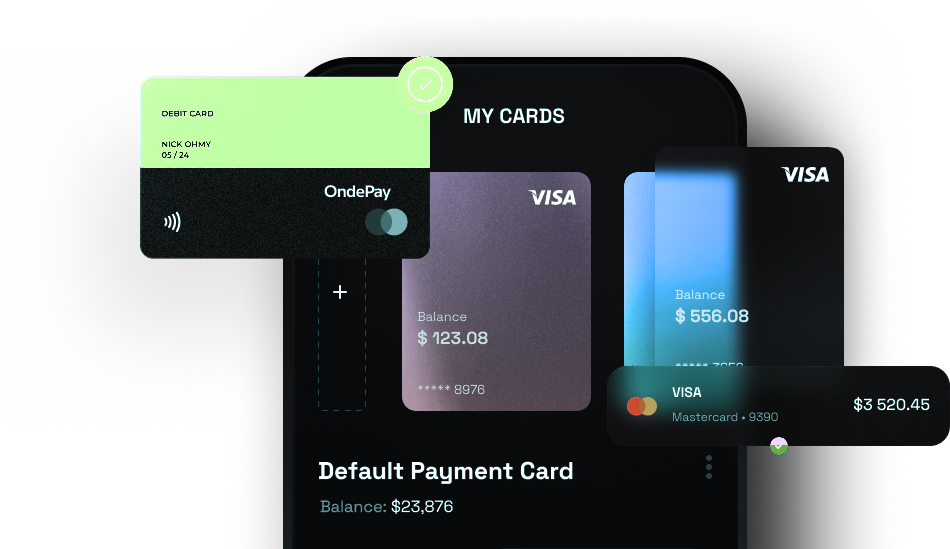 MY CARDS
DEBIT CARD
NICK OHMY
05 / 24
OndePay
VISA
Balance
$ 123.08
***** 8976
VISA
Balance
$ 556.08
VISA
Mastercard • 9390
$3 520.45
Default Payment Card
Balance: $23,876